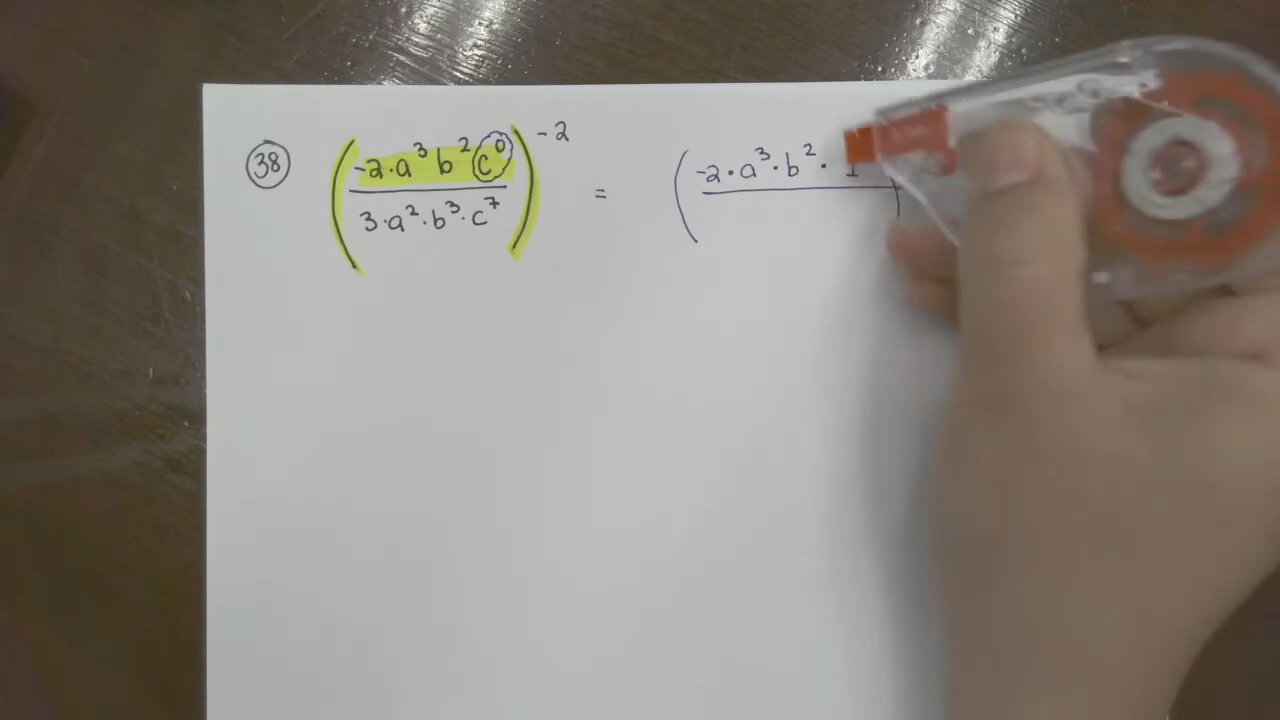 38 (-2·a³b²c⁰ / 3·a²·b³·c⁷)⁻² = (-2·a³·b²·1 / )